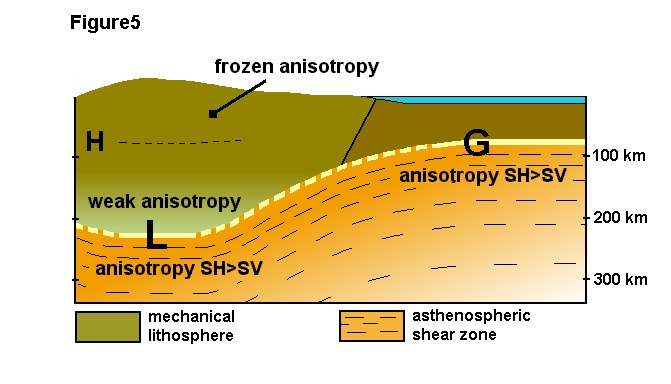 Figure5
frozen anisotropy
H
G
100 km
anisotropy SH>SV
weak anisotropy
L
200 km
anisotropy SH>SV
300 km
mechanical
lithosphere
asthenospheric
shear zone